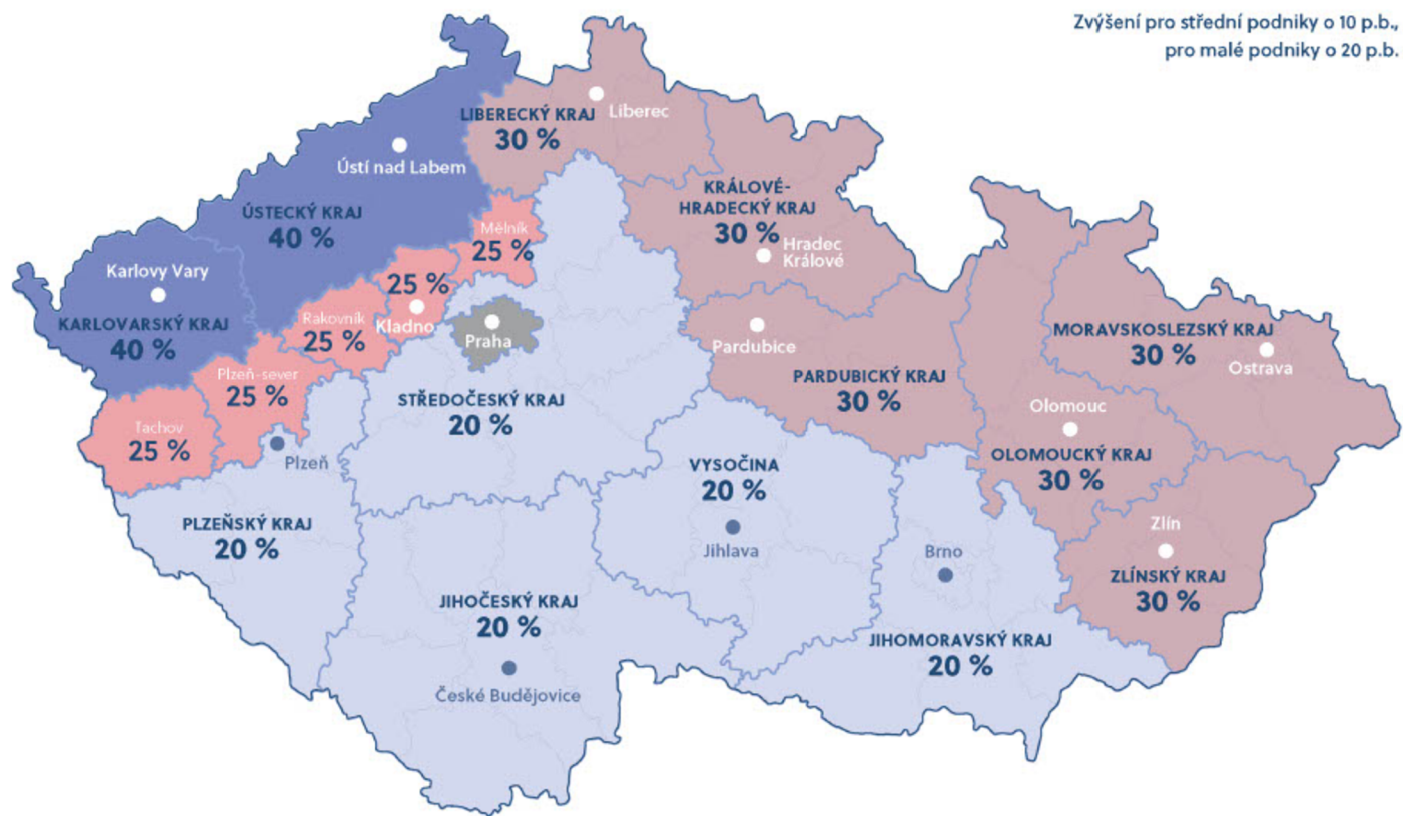 Zvýšení pro střední podniky o 10 p.b.,
pro malé podniky o 20 p.b.
LIBERECKÝ KRAJ
30 %
Liberec
Ústí nad Labem
ÚSTECKÝ KRAJ
40 %
KRÁLOVÉ-
HRADECKÝ KRAJ
30 %
Hradec
Králové
Mělník
25 %
Karlovy Vary
KARLOVARSKÝ KRAJ
40 %
25 %
Kladno
Rakovník
25 %
Praha
Plzeň-sever
25 %
Tachov
25 %
Plzeň
STŘEDOČESKÝ KRAJ
20 %
Pardubice
PARDUBICKÝ KRAJ
30 %
MORAVSKOSLEZSKÝ KRAJ
30 %
Ostrava
Olomouc
OLOMOUCKÝ KRAJ
30 %
VYSOČINA
20 %
Jihlava
PLZEŇSKÝ KRAJ
20 %
Brno
Zlín
ZLÍNSKÝ KRAJ
30 %
JIHOČESKÝ KRAJ
20 %
České Budějovice
JIHOMORAVSKÝ KRAJ
20 %